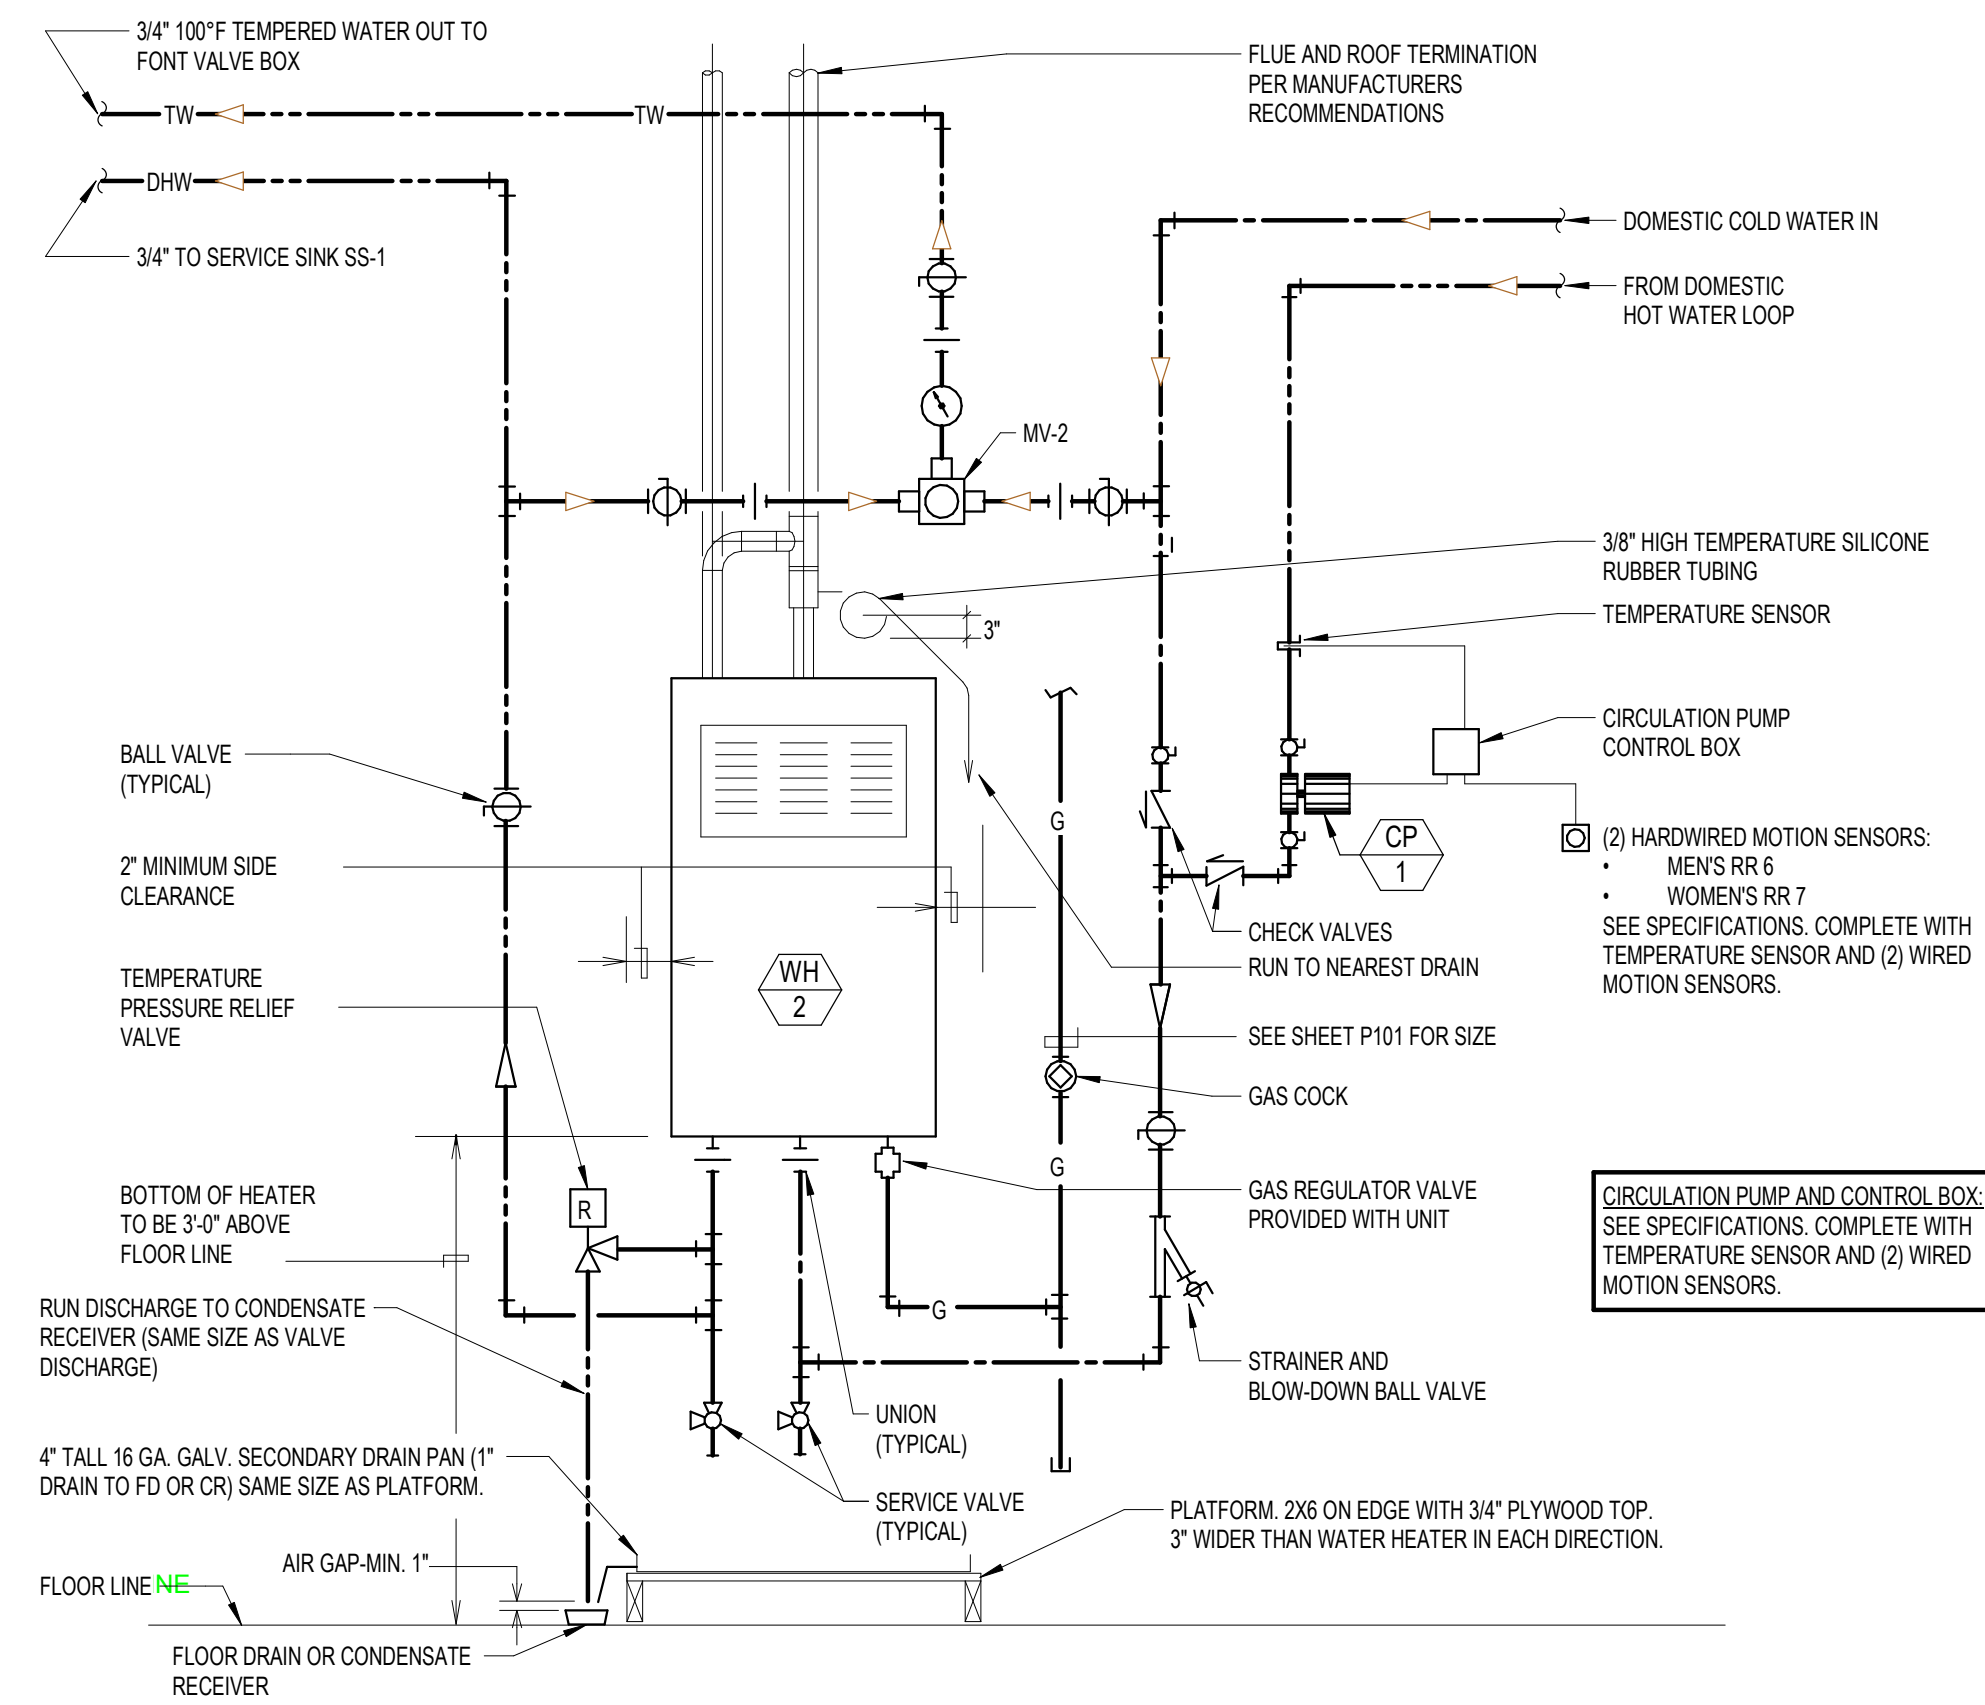 3/4" 100°F TEMPERED WATER OUT TO
FONT VALVE BOX
FLUE AND ROOF TERMINATION
PER MANUFACTURERS
RECOMMENDATIONS
TW
TW
DHW
3/4" TO SERVICE SINK SS-1
DOMESTIC COLD WATER IN
FROM DOMESTIC
HOT WATER LOOP
MV-2
3/8" HIGH TEMPERATURE SILICONE
RUBBER TUBING
3"
TEMPERATURE SENSOR
CIRCULATION PUMP
CONTROL BOX
BALL VALVE
(TYPICAL)
G
CP
1
(2) HARDWIRED MOTION SENSORS:
• MEN'S RR 6
• WOMEN'S RR 7
SEE SPECIFICATIONS. COMPLETE WITH
TEMPERATURE SENSOR AND (2) WIRED
MOTION SENSORS.
2" MINIMUM SIDE
CLEARANCE
CHECK VALVES
RUN TO NEAREST DRAIN
WH
2
TEMPERATURE
PRESSURE RELIEF
VALVE
SEE SHEET P101 FOR SIZE
GAS COCK
G
R
BOTTOM OF HEATER
TO BE 3'-0" ABOVE
FLOOR LINE
GAS REGULATOR VALVE
PROVIDED WITH UNIT
CIRCULATION PUMP AND CONTROL BOX:
SEE SPECIFICATIONS. COMPLETE WITH
TEMPERATURE SENSOR AND (2) WIRED
MOTION SENSORS.
G
RUN DISCHARGE TO CONDENSATE
RECEIVER (SAME SIZE AS VALVE
DISCHARGE)
STRAINER AND
BLOW-DOWN BALL VALVE
UNION
(TYPICAL)
4" TALL 16 GA. GALV. SECONDARY DRAIN PAN (1"
DRAIN TO FD OR CR) SAME SIZE AS PLATFORM.
SERVICE VALVE
(TYPICAL)
PLATFORM. 2X6 ON EDGE WITH 3/4" PLYWOOD TOP.
3" WIDER THAN WATER HEATER IN EACH DIRECTION.
AIR GAP-MIN. 1"
FLOOR LINE NE
FLOOR DRAIN OR CONDENSATE
RECEIVER